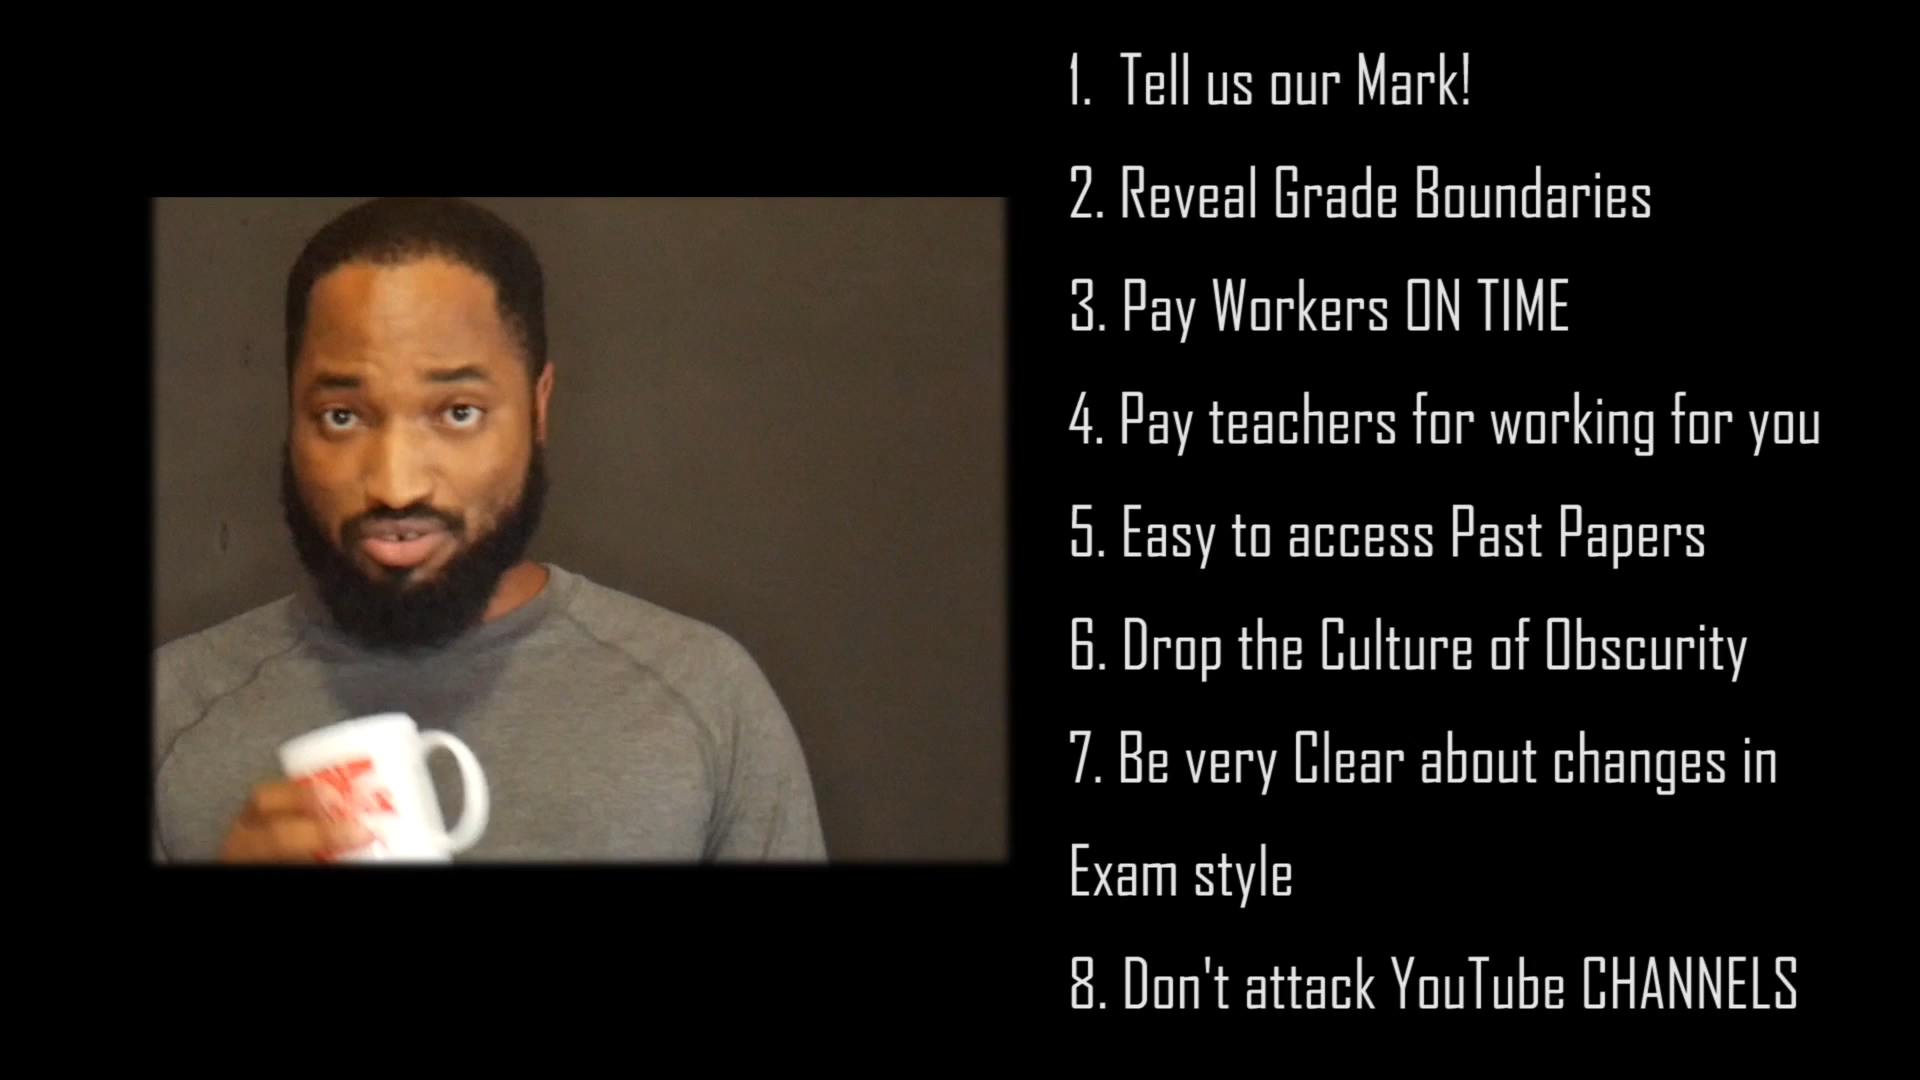 1. Tell us our Mark!
2. Reveal Grade Boundaries
3. Pay Workers ON TIME
4. Pay teachers for working for you
5. Easy to access Past Papers
6. Drop the Culture of Obscurity
7. Be very Clear about changes in
Exam style
8. Don't attack YouTube CHANNELS